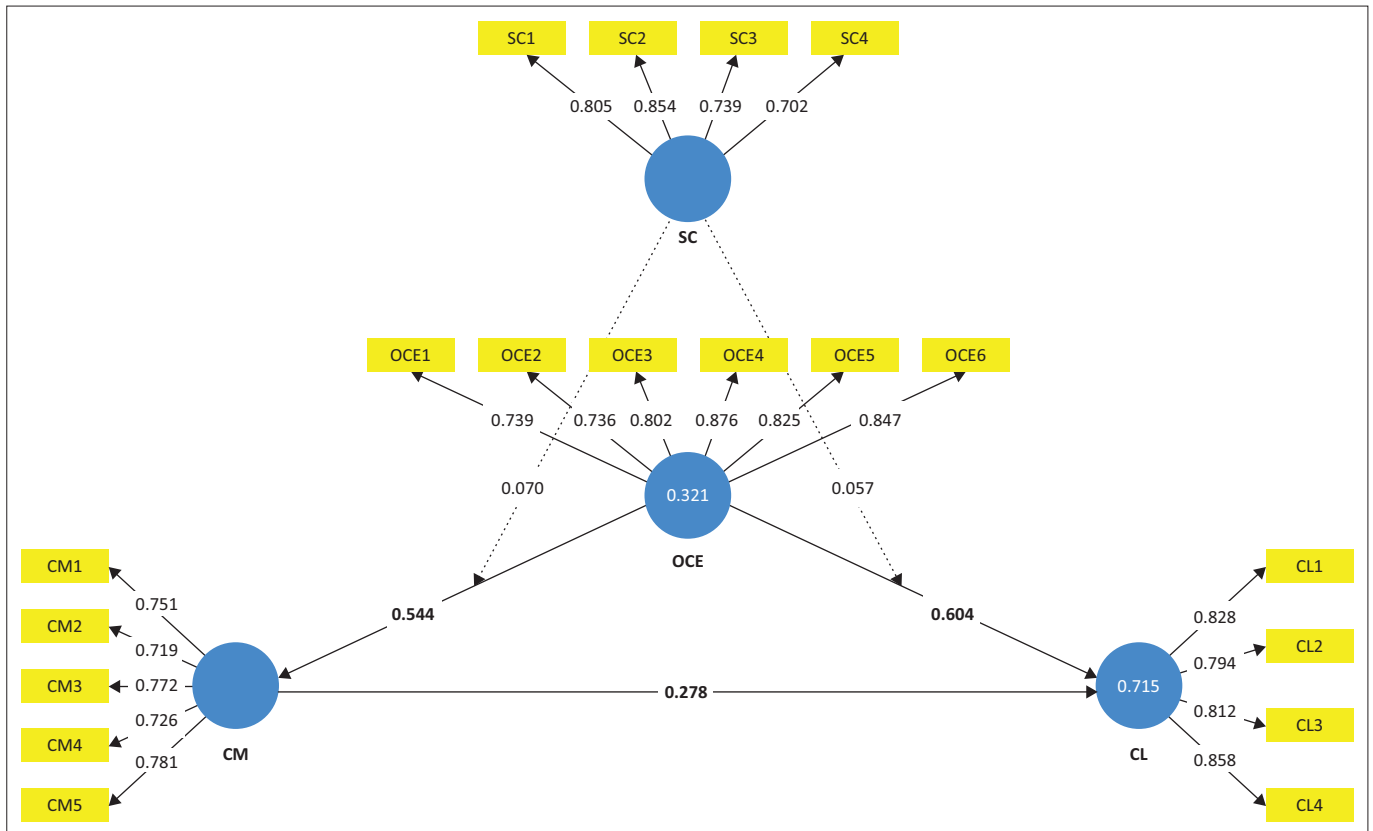 SC1 SC2 SC3 SC4
0.805 0.854 0.739 0.702
SC
OCE1 OCE2 OCE3 OCE4 OCE5 OCE6
0.739 0.736 0.802 0.876 0.825 0.847
0.070 0.321 0.057
OCE
CM1 CL1
0.751
0.544 0.604
0.828
CM2
CL2
0.719
0.794
CM3 0.772 0.278 0.715
0.812
0.726
CL3
CM4
CM CL
0.781 0.858
CM5 CL4